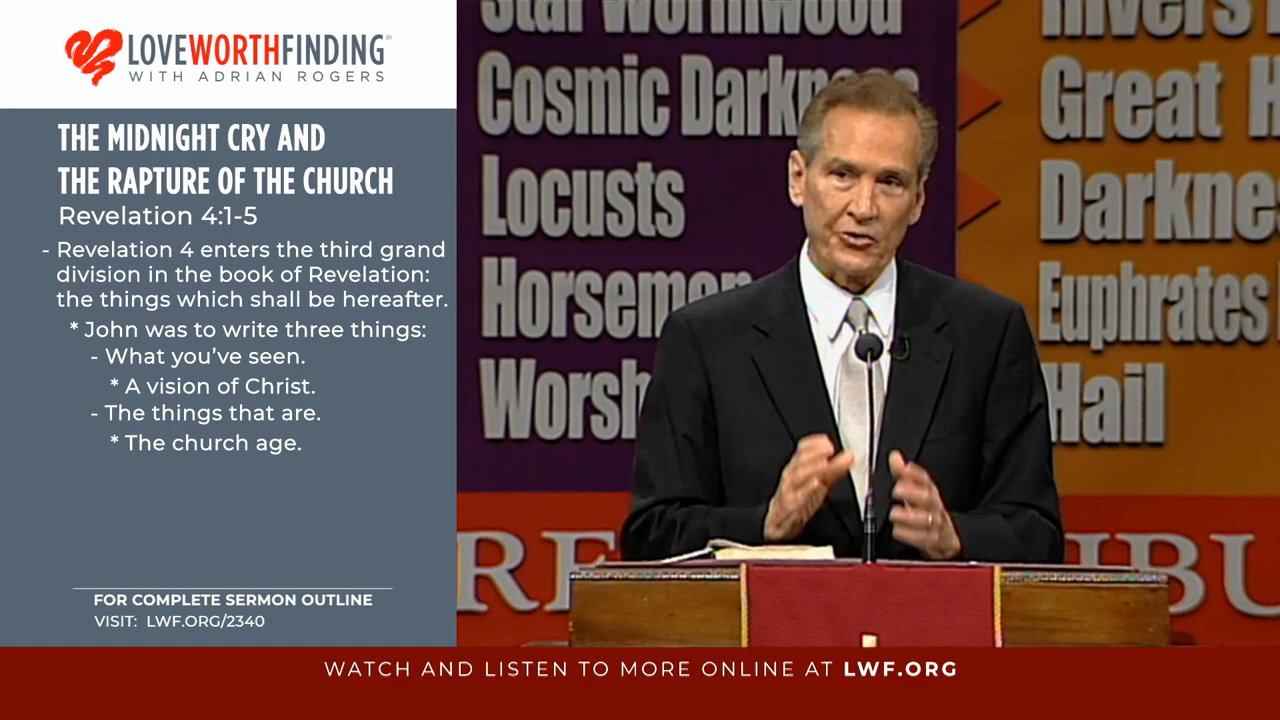 LOVEWORTHFINDING®
WITH ADRIAN ROGERS
THE MIDNIGHT CRY AND
THE RAPTURE OF THE CHURCH
Revelation 4:1-5
- Revelation 4 enters the third grand
division in the book of Revelation:
the things which shall be hereafter.
* John was to write three things:
- What you've seen.
* A vision of Christ.
- The things that are.
* The church age.
FOR COMPLETE SERMON OUTLINE
VISIT: LWF.ORG/2340
Star Wormwood
Cosmic
Locusts
Rivers
Great
Euphrates
Hail
WATCH AND LISTEN TO MORE ONLINE AT LWF.ORG